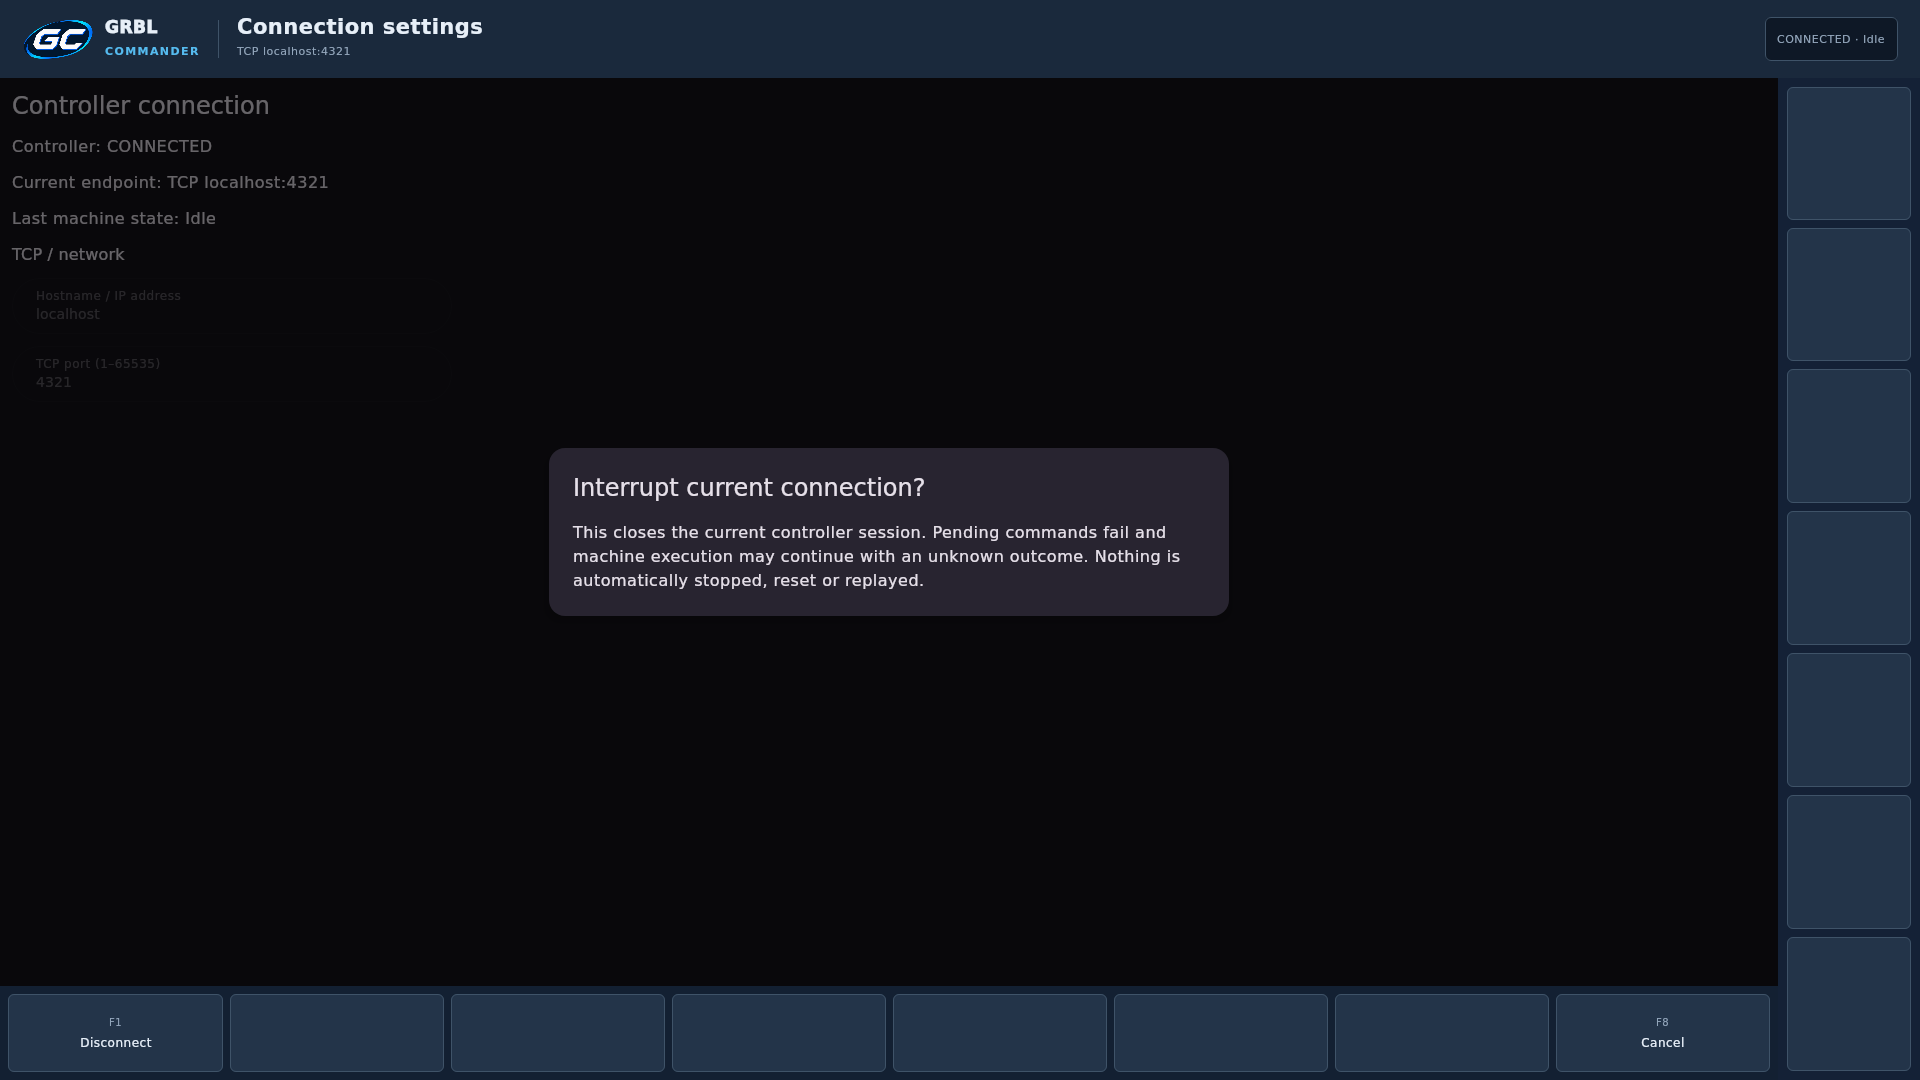 GC
GRBL
COMMANDER
Connection settings
TCP localhost:4321
CONNECTED · Idle
Controller connection
Controller: CONNECTED
Current endpoint: TCP localhost:4321
Last machine state: Idle
TCP / network
Hostname / IP address
localhost
TCP port (1–65535)
4321
Interrupt current connection?
This closes the current controller session. Pending commands fail and
machine execution may continue with an unknown outcome. Nothing is
automatically stopped, reset or replayed.
F1
Disconnect
F8
Cancel